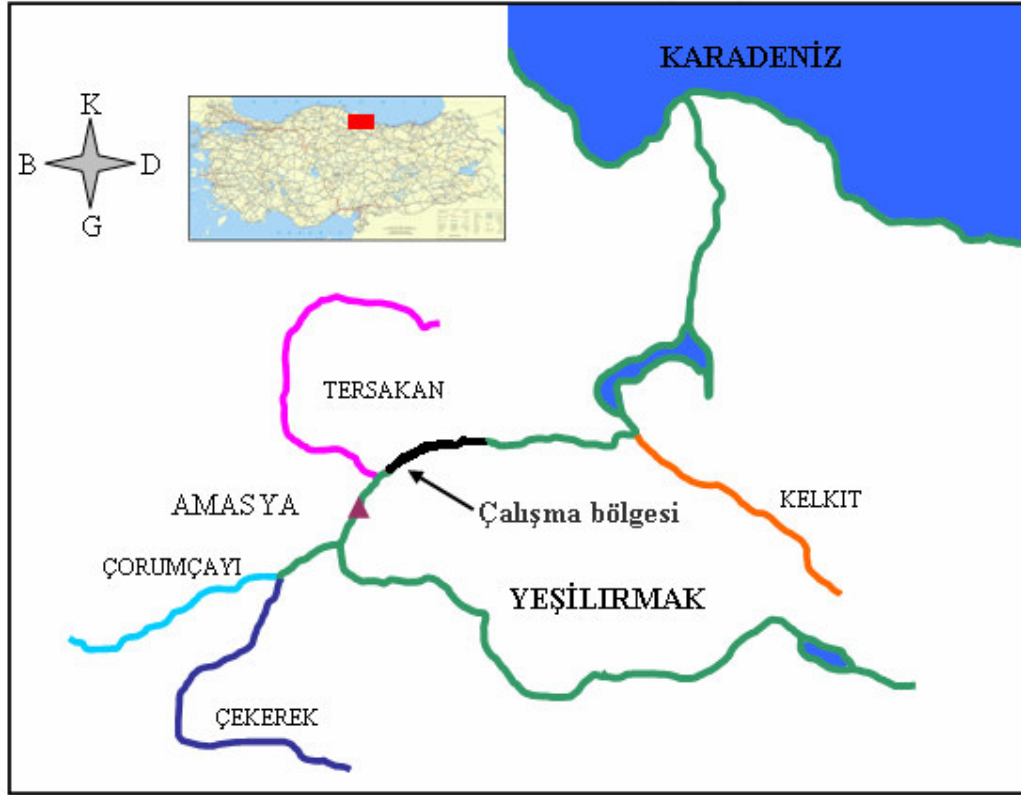 KARADENİZ
K
B
D
G
TERSAKAN
AMASYA
Çalışma bölgesi
KELKIT
ÇORUMÇAYI
YEŞİLIRMAK
ÇEKEREK